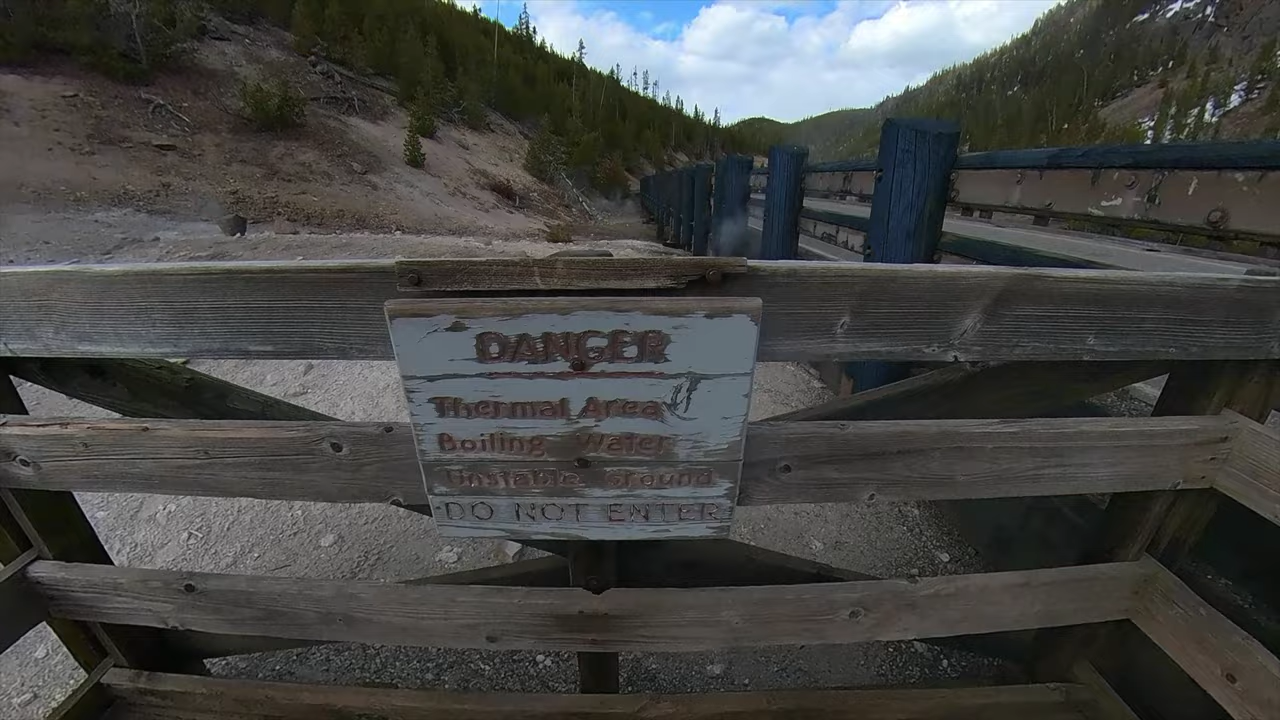 DANGER
Thermal Area
Boiling Water
Unstable Ground
DO NOT ENTER